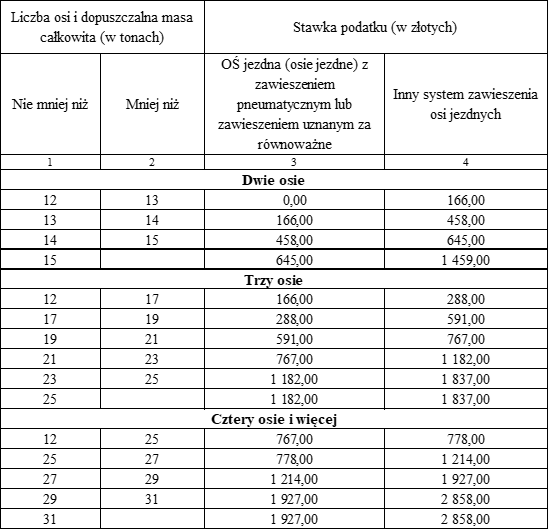 Liczba osi i dopuszczalna masa
całkowita (w tonach)
Stawka podatku (w złotych)
Nie mniej niż
Mniej niż
OŚ jezdna (osie jezdne) z
zawieszeniem
pneumatycznym lub
zawieszeniem uznanym za
równoważne
Inny system zawieszenia
osi jezdnych
1 2 3 4
Dwie osie
12 13 0,00 166,00
13 14 166,00 458,00
14 15 458,00 645,00
15 645,00 1 459,00
Trzy osie
12 17 166,00 288,00
17 19 288,00 591,00
19 21 591,00 767,00
21 23 767,00 1 182,00
23 25 1 182,00 1 837,00
25 1 182,00 1 837,00
Cztery osie i więcej
12 25 767,00 778,00
25 27 778,00 1 214,00
27 29 1 214,00 1 927,00
29 31 1 927,00 2 858,00
31 1 927,00 2 858,00